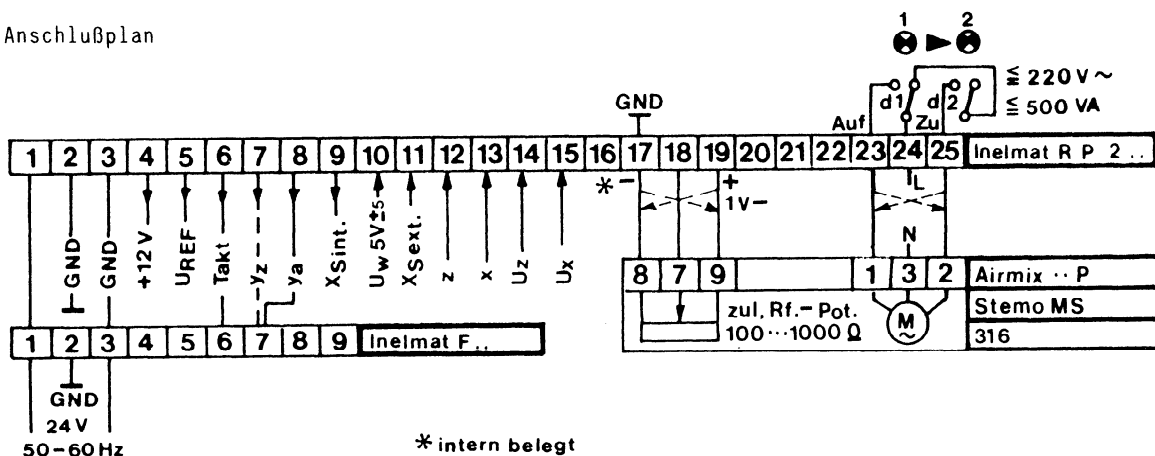 Anschlußplan
1 2
≦ 220 V ~
≦ 500 VA
GND
d1 d2
Auf Zu
1 2 3 4 5 6 7 8 9 10 11 12 13 14 15 16 17 18 19 20 21 22 23 24 25 Inelmat R P 2 ..
GND GND +12V UREF Takt yz ya XSint. Uw 5V±5 XSext. z x Uz Ux
* - + 1V-
L
N
8 7 9 1 3 2 Airmix ·· P
zul. Rf.- Pot.
100···1000 Ω
M
~
Stemo MS
316
1 2 3 4 5 6 7 8 9 Inelmat F ..
GND
24 V
50-60 Hz
* intern belegt